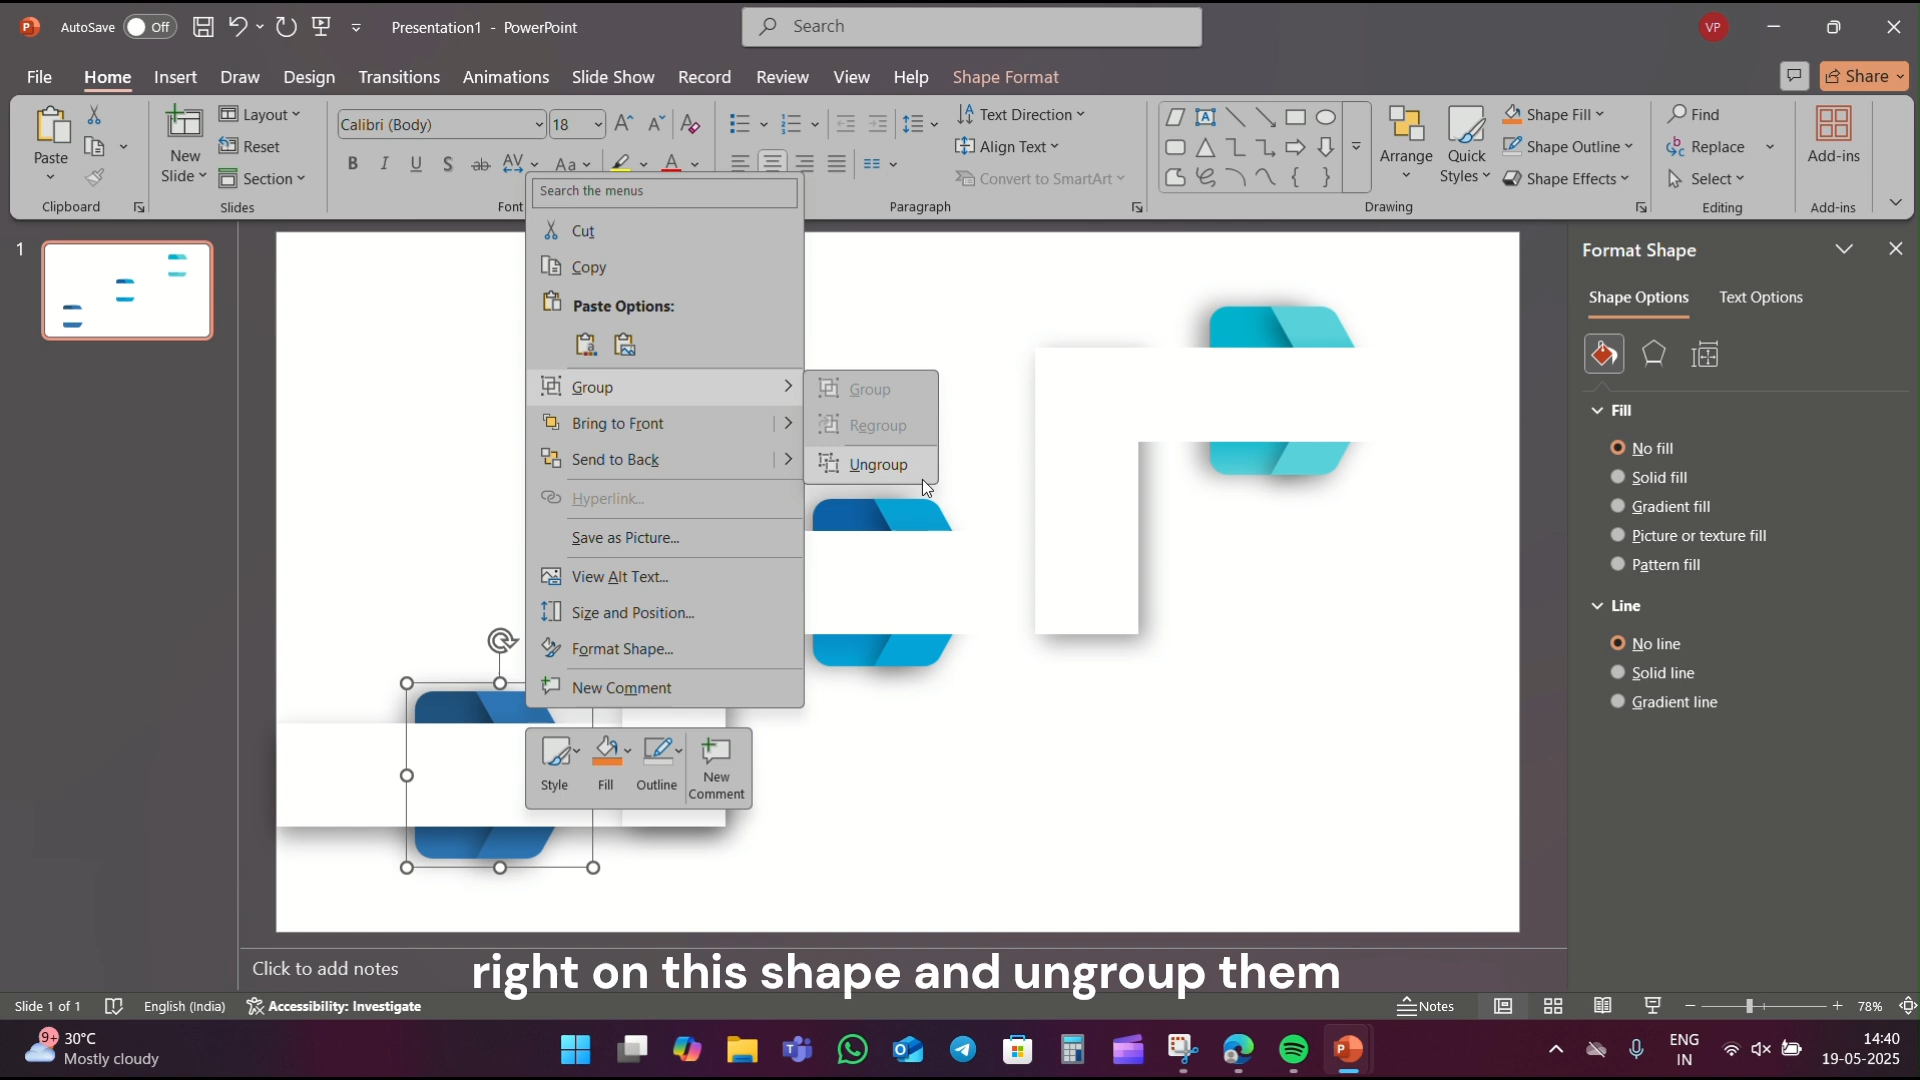 AutoSave Off Presentation1 - PowerPoint Search VP
File Home Insert Draw Design Transitions Animations Slide Show Record Review View Help Shape Format Share
Paste
Clipboard
New Slide
Layout
Reset
Section
Slides
Calibri (Body) 18
B I U S ab AV Aa A
Font
Text Direction
Align Text
Convert to SmartArt
Paragraph
Arrange
Quick Styles
Shape Fill
Shape Outline
Shape Effects
Drawing
Find
Replace
Select
Editing
Add-ins
Add-ins
1
Search the menus
Cut
Copy
Paste Options:
Group
Bring to Front
Send to Back
Hyperlink...
Save as Picture...
View Alt Text...
Size and Position...
Format Shape...
New Comment
Group
Regroup
Ungroup
Style
Fill
Outline
New Comment
Format Shape
Shape Options Text Options
Fill
No fill
Solid fill
Gradient fill
Picture or texture fill
Pattern fill
Line
No line
Solid line
Gradient line
Click to add notes
right on this shape and ungroup them
Slide 1 of 1 English (India) Accessibility: Investigate Notes 78%
9+ 30°C
Mostly cloudy
ENG
IN
14:40
19-05-2025